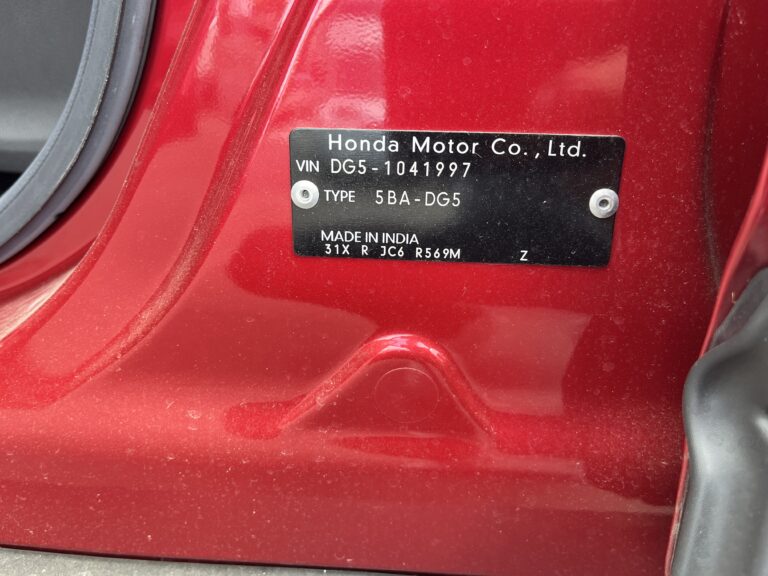 Honda Motor Co., Ltd.
VIN DG5-1041997
TYPE 5BA-DG5
MADE IN INDIA
31X R JC6 R569M Z